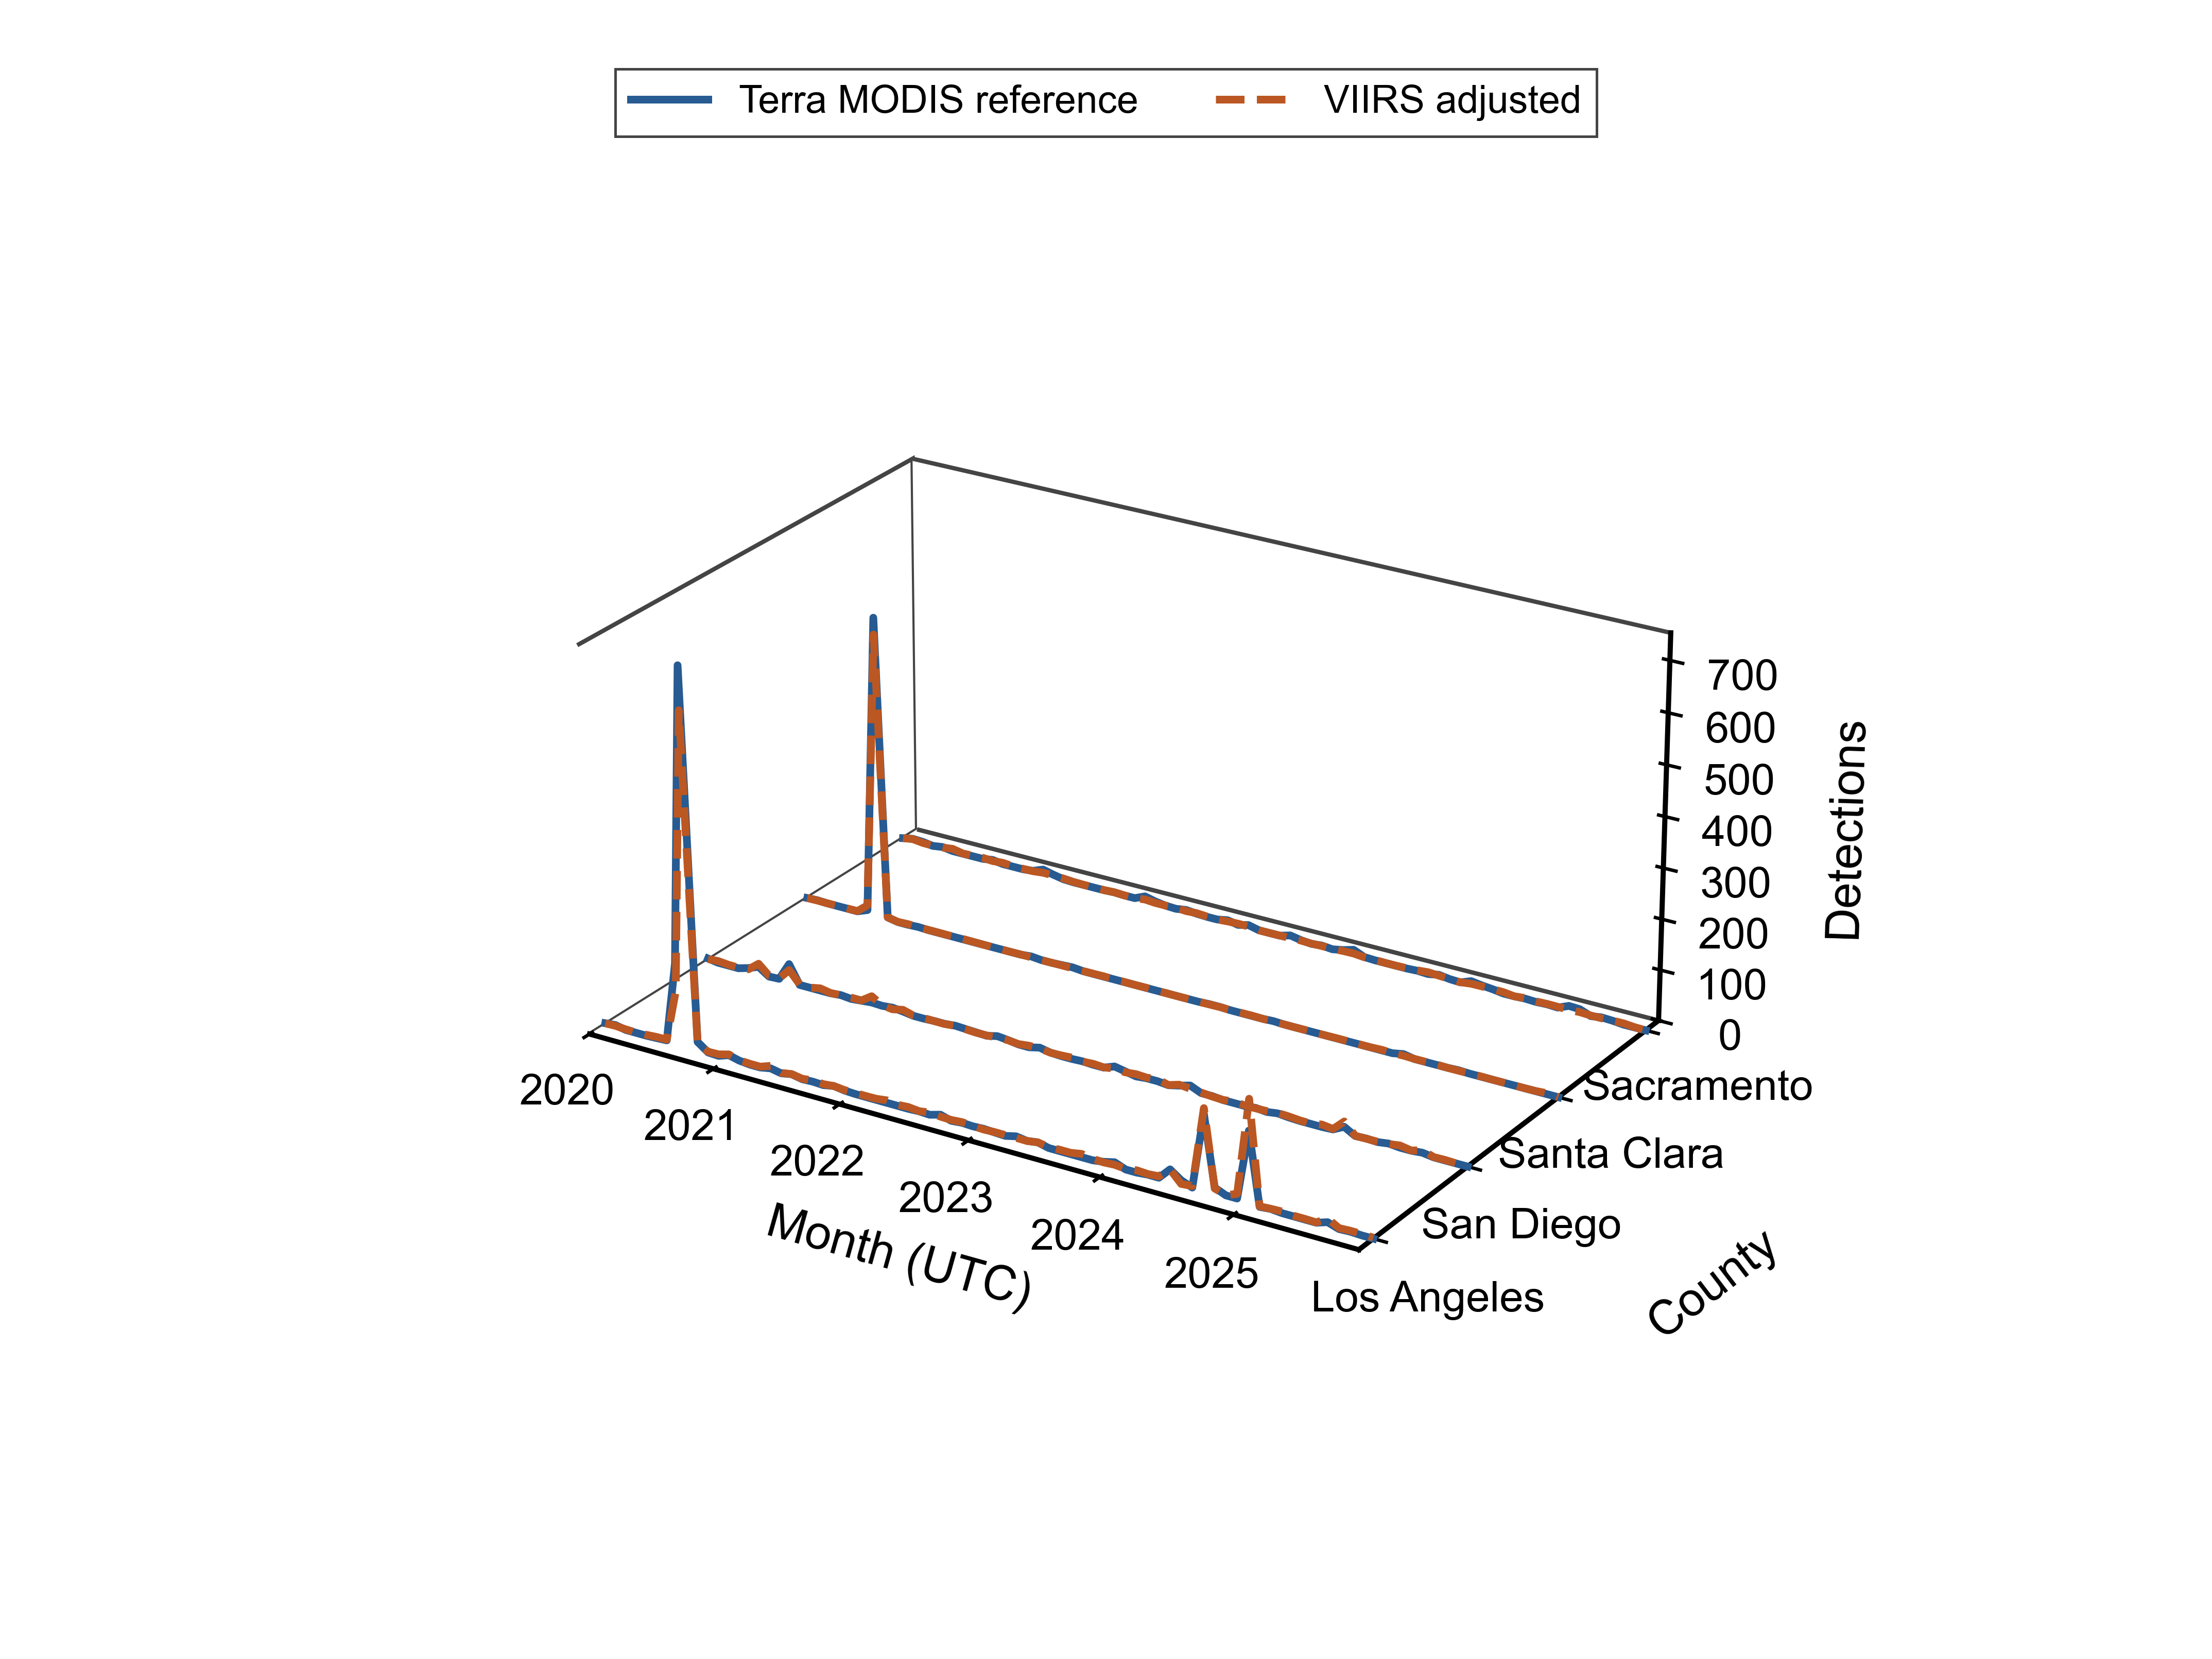 Terra MODIS reference
VIIRS adjusted
700
600
500
400
300
200
100
0
Detections
Sacramento
Santa Clara
San Diego
Los Angeles
County
2020
2021
2022
2023
2024
2025
Month (UTC)